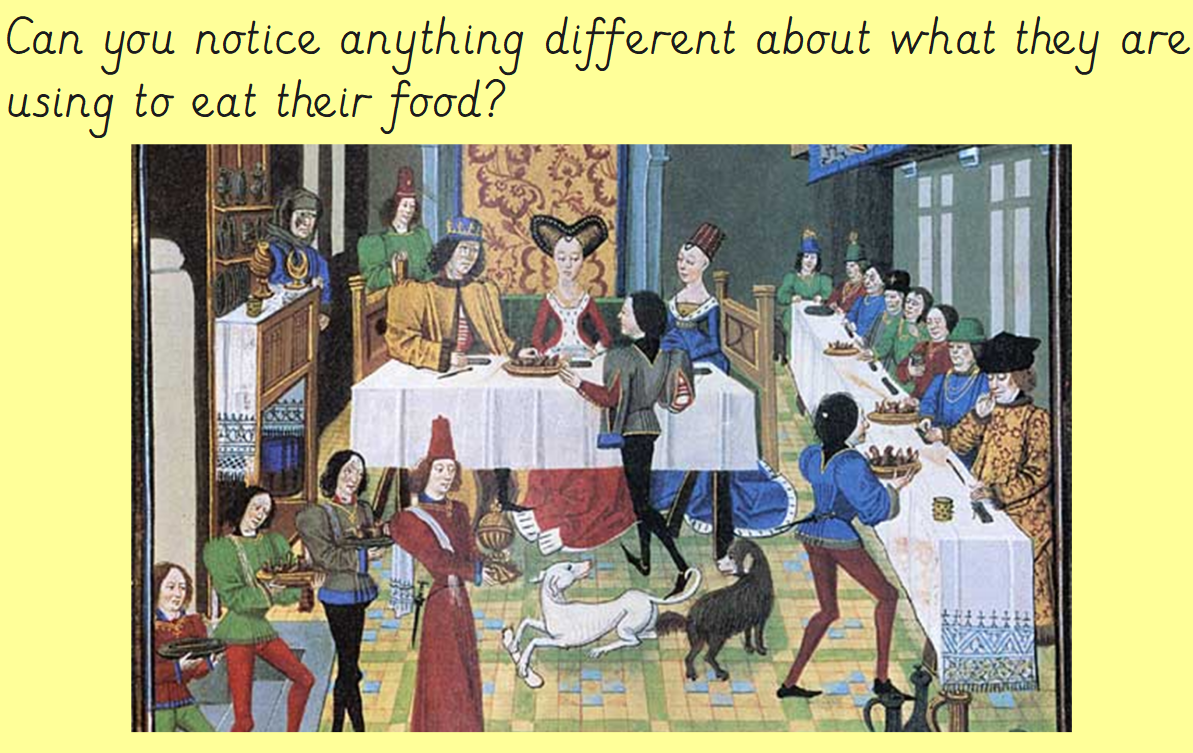 Can you notice anything different about what they are
using to eat their food?